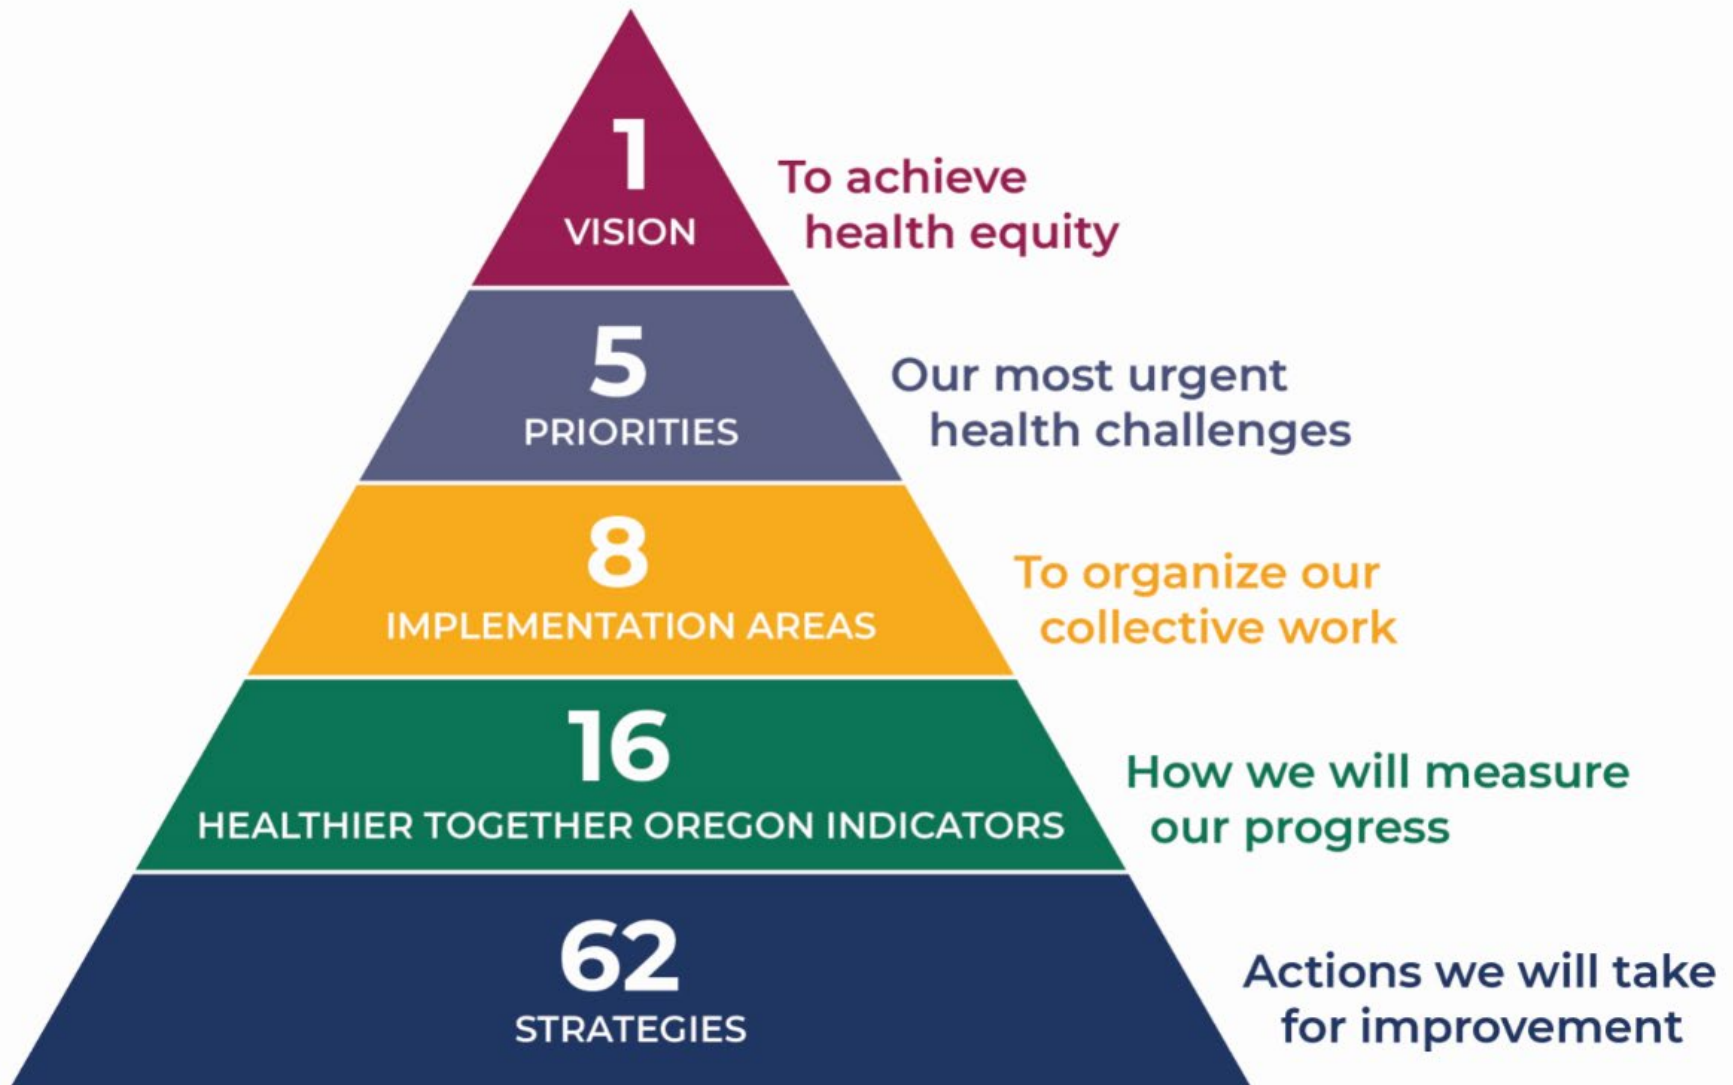 1
VISION
To achieve
health equity
5
PRIORITIES
Our most urgent
health challenges
8
IMPLEMENTATION AREAS
To organize our
collective work
16
HEALTHIER TOGETHER OREGON INDICATORS
How we will measure
our progress
62
STRATEGIES
Actions we will take
for improvement